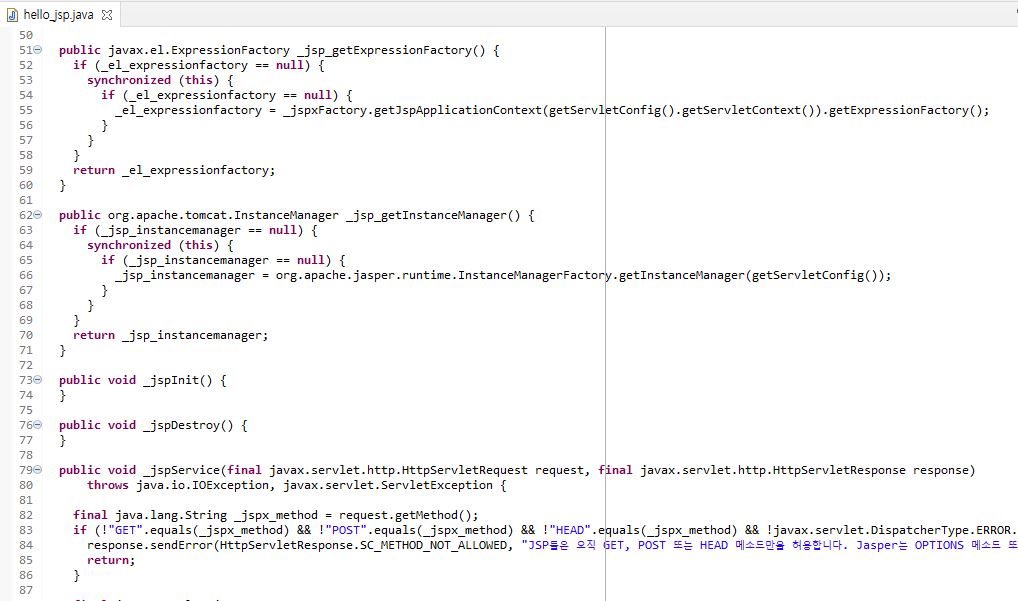 hello_jsp.java
50
51 public javax.el.ExpressionFactory _jsp_getExpressionFactory() {
52 if (_el_expressionfactory == null) {
53 synchronized (this) {
54 if (_el_expressionfactory == null) {
55 _el_expressionfactory = _jspxFactory.getJspApplicationContext(getServletConfig().getServletContext()).getExpressionFactory();
56 }
57 }
58 }
59 return _el_expressionfactory;
60 }
61
62 public org.apache.tomcat.InstanceManager _jsp_getInstanceManager() {
63 if (_jsp_instancemanager == null) {
64 synchronized (this) {
65 if (_jsp_instancemanager == null) {
66 _jsp_instancemanager = org.apache.jasper.runtime.InstanceManagerFactory.getInstanceManager(getServletConfig());
67 }
68 }
69 }
70 return _jsp_instancemanager;
71 }
72
73 public void _jspInit() {
74 }
75
76 public void _jspDestroy() {
77 }
78
79 public void _jspService(final javax.servlet.http.HttpServletRequest request, final javax.servlet.http.HttpServletResponse response)
80 throws java.io.IOException, javax.servlet.ServletException {
81
82 final java.lang.String _jspx_method = request.getMethod();
83 if (!"GET".equals(_jspx_method) && !"POST".equals(_jspx_method) && !"HEAD".equals(_jspx_method) && !javax.servlet.DispatcherType.ERROR.
84 response.sendError(HttpServletResponse.SC_METHOD_NOT_ALLOWED, "JSP들은 오직 GET, POST 또는 HEAD 메소드만을 허용합니다. Jasper는 OPTIONS 메소드 또
85 return;
86 }
87